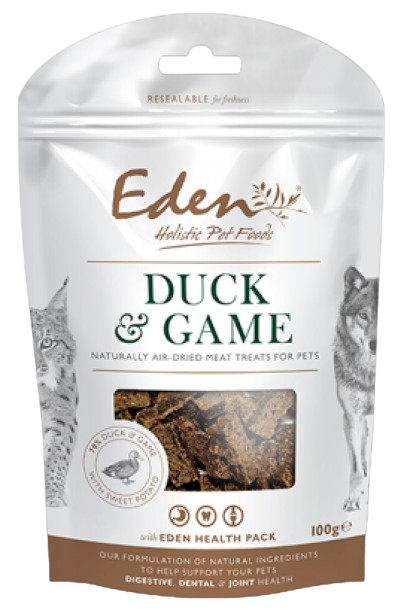 RESEALABLE for freshness
Eden®
Holistic Pet Foods
DUCK
& GAME
NATURALLY AIR-DRIED MEAT TREATS FOR PETS
75% DUCK & GAME
WITH SWEET POTATO
with EDEN HEALTH PACK
100g e
OUR FORMULATION OF NATURAL INGREDIENTS
TO HELP SUPPORT YOUR PETS
DIGESTIVE, DENTAL & JOINT HEALTH